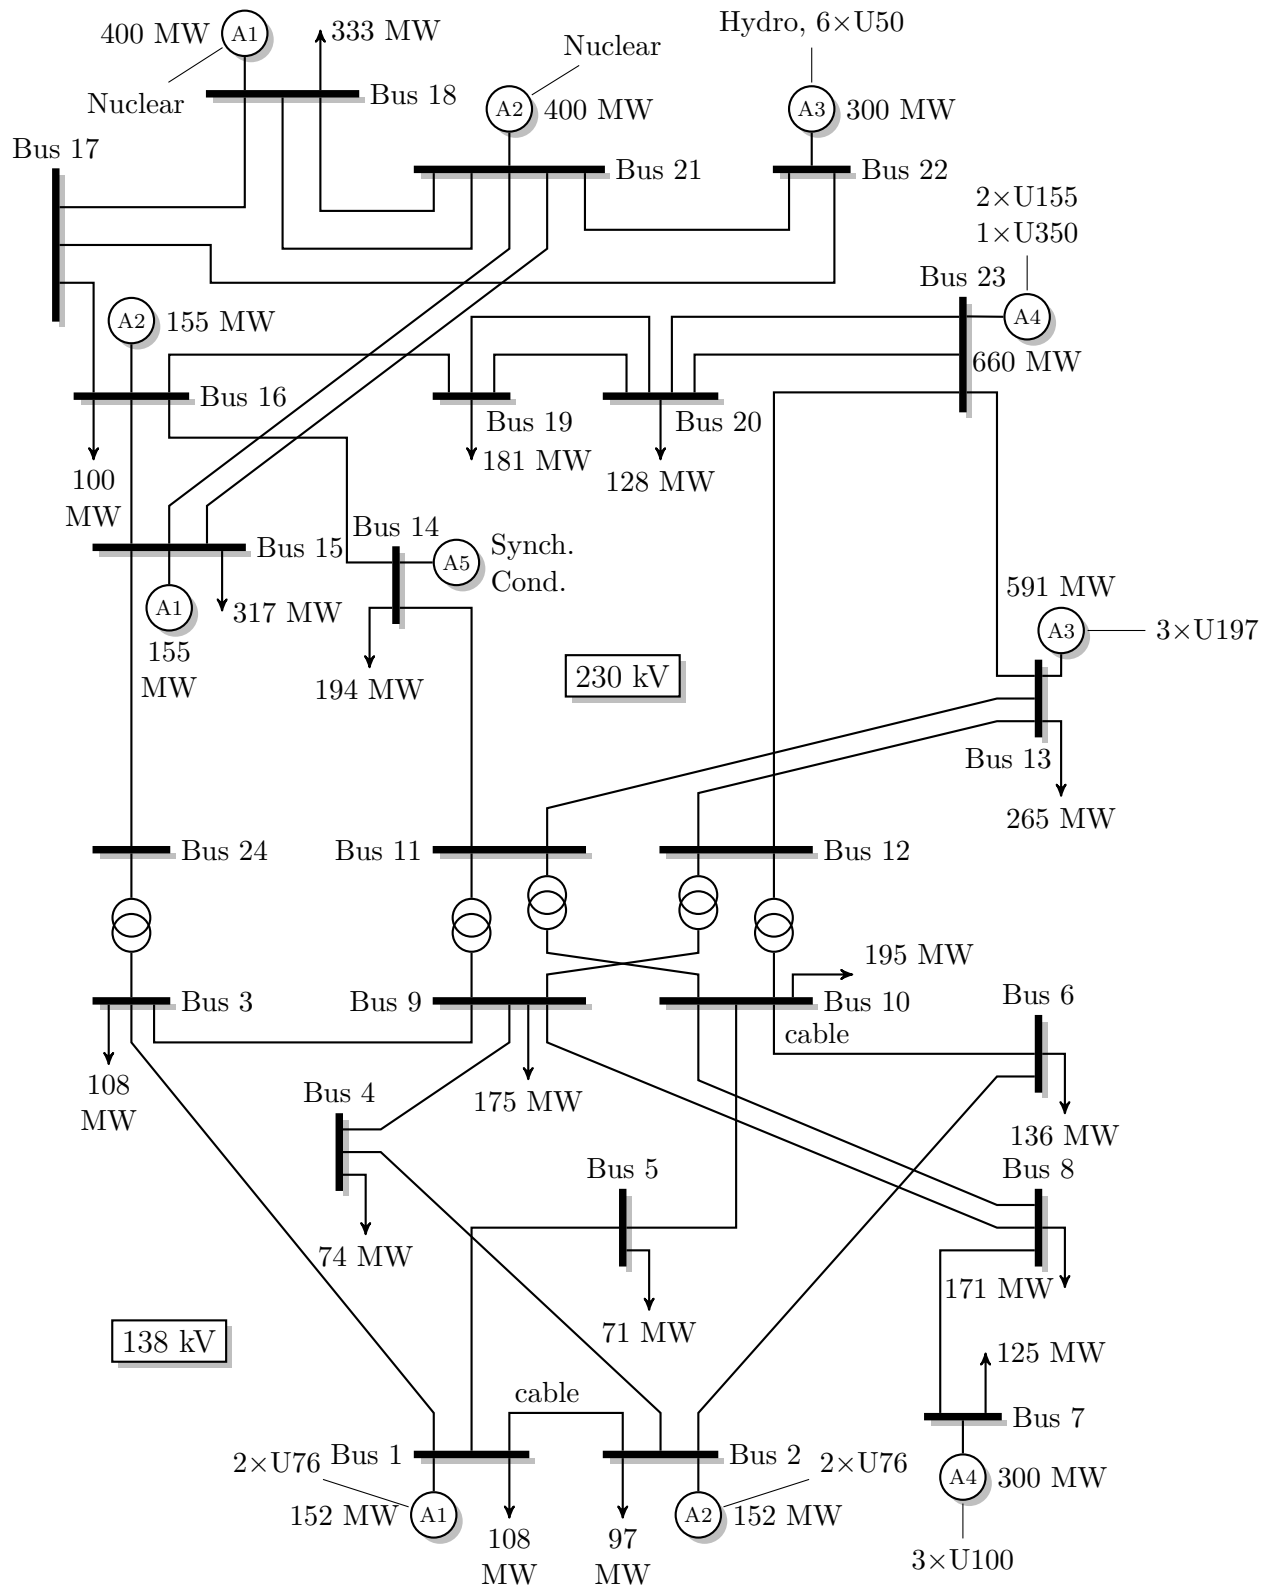 Hydro, 6×U50
400 MW
A1
333 MW
Nuclear
Nuclear
Bus 18
A2
400 MW
A3
300 MW
Bus 17
Bus 21
Bus 22
2×U155
1×U350
Bus 23
A2
155 MW
A4
660 MW
Bus 16
Bus 19
Bus 20
181 MW
128 MW
100
MW
Bus 14
Bus 15
A5
Synch.
Cond.
A1
317 MW
155
MW
194 MW
591 MW
A3
3×U197
230 kV
Bus 13
265 MW
Bus 24
Bus 11
Bus 12
195 MW
Bus 3
Bus 9
Bus 10
Bus 6
cable
108
MW
Bus 4
175 MW
136 MW
Bus 5
Bus 8
74 MW
171 MW
71 MW
138 kV
125 MW
cable
Bus 7
2×U76
Bus 1
Bus 2
2×U76
A4
300 MW
152 MW
A1
A2
152 MW
108
MW
97
MW
3×U100